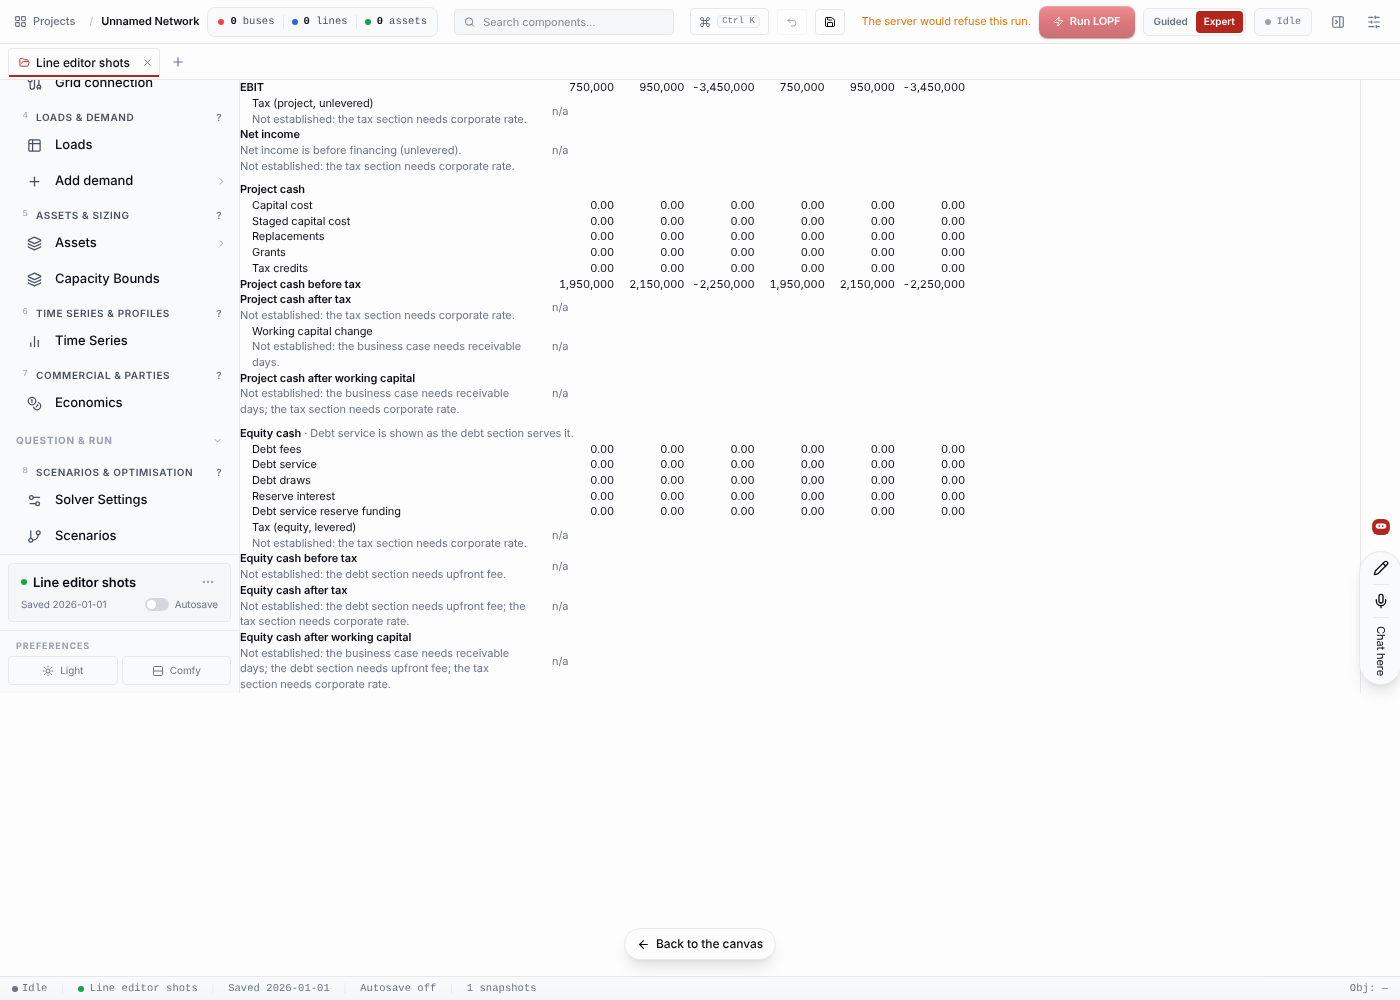 Projects / Unnamed Network 0 buses 0 lines 0 assets Search components... Ctrl K The server would refuse this run. Run LOPF Guided Expert Idle
Line editor shots
Grid connection
4 LOADS & DEMAND ?
Loads
Add demand
5 ASSETS & SIZING ?
Assets
Capacity Bounds
6 TIME SERIES & PROFILES ?
Time Series
7 COMMERCIAL & PARTIES ?
Economics
QUESTION & RUN
8 SCENARIOS & OPTIMISATION ?
Solver Settings
Scenarios
Line editor shots
Saved 2026-01-01 Autosave
PREFERENCES
Light Comfy
EBIT 750,000 950,000 -3,450,000 750,000 950,000 -3,450,000
Tax (project, unlevered)
Not established: the tax section needs corporate rate. n/a
Net income
Net income is before financing (unlevered). n/a
Not established: the tax section needs corporate rate.
Project cash
Capital cost 0.00 0.00 0.00 0.00 0.00 0.00
Staged capital cost 0.00 0.00 0.00 0.00 0.00 0.00
Replacements 0.00 0.00 0.00 0.00 0.00 0.00
Grants 0.00 0.00 0.00 0.00 0.00 0.00
Tax credits 0.00 0.00 0.00 0.00 0.00 0.00
Project cash before tax 1,950,000 2,150,000 -2,250,000 1,950,000 2,150,000 -2,250,000
Project cash after tax
Not established: the tax section needs corporate rate. n/a
Working capital change
Not established: the business case needs receivable n/a
days.
Project cash after working capital
Not established: the business case needs receivable n/a
days; the tax section needs corporate rate.
Equity cash · Debt service is shown as the debt section serves it.
Debt fees 0.00 0.00 0.00 0.00 0.00 0.00
Debt service 0.00 0.00 0.00 0.00 0.00 0.00
Debt draws 0.00 0.00 0.00 0.00 0.00 0.00
Reserve interest 0.00 0.00 0.00 0.00 0.00 0.00
Debt service reserve funding 0.00 0.00 0.00 0.00 0.00 0.00
Tax (equity, levered)
Not established: the tax section needs corporate rate. n/a
Equity cash before tax
Not established: the debt section needs upfront fee. n/a
Equity cash after tax
Not established: the debt section needs upfront fee; the n/a
tax section needs corporate rate.
Equity cash after working capital
Not established: the business case needs receivable
days; the debt section needs upfront fee; the tax n/a
section needs corporate rate.
Chat here
Back to the canvas
Idle Line editor shots Saved 2026-01-01 Autosave off 1 snapshots Obj: —